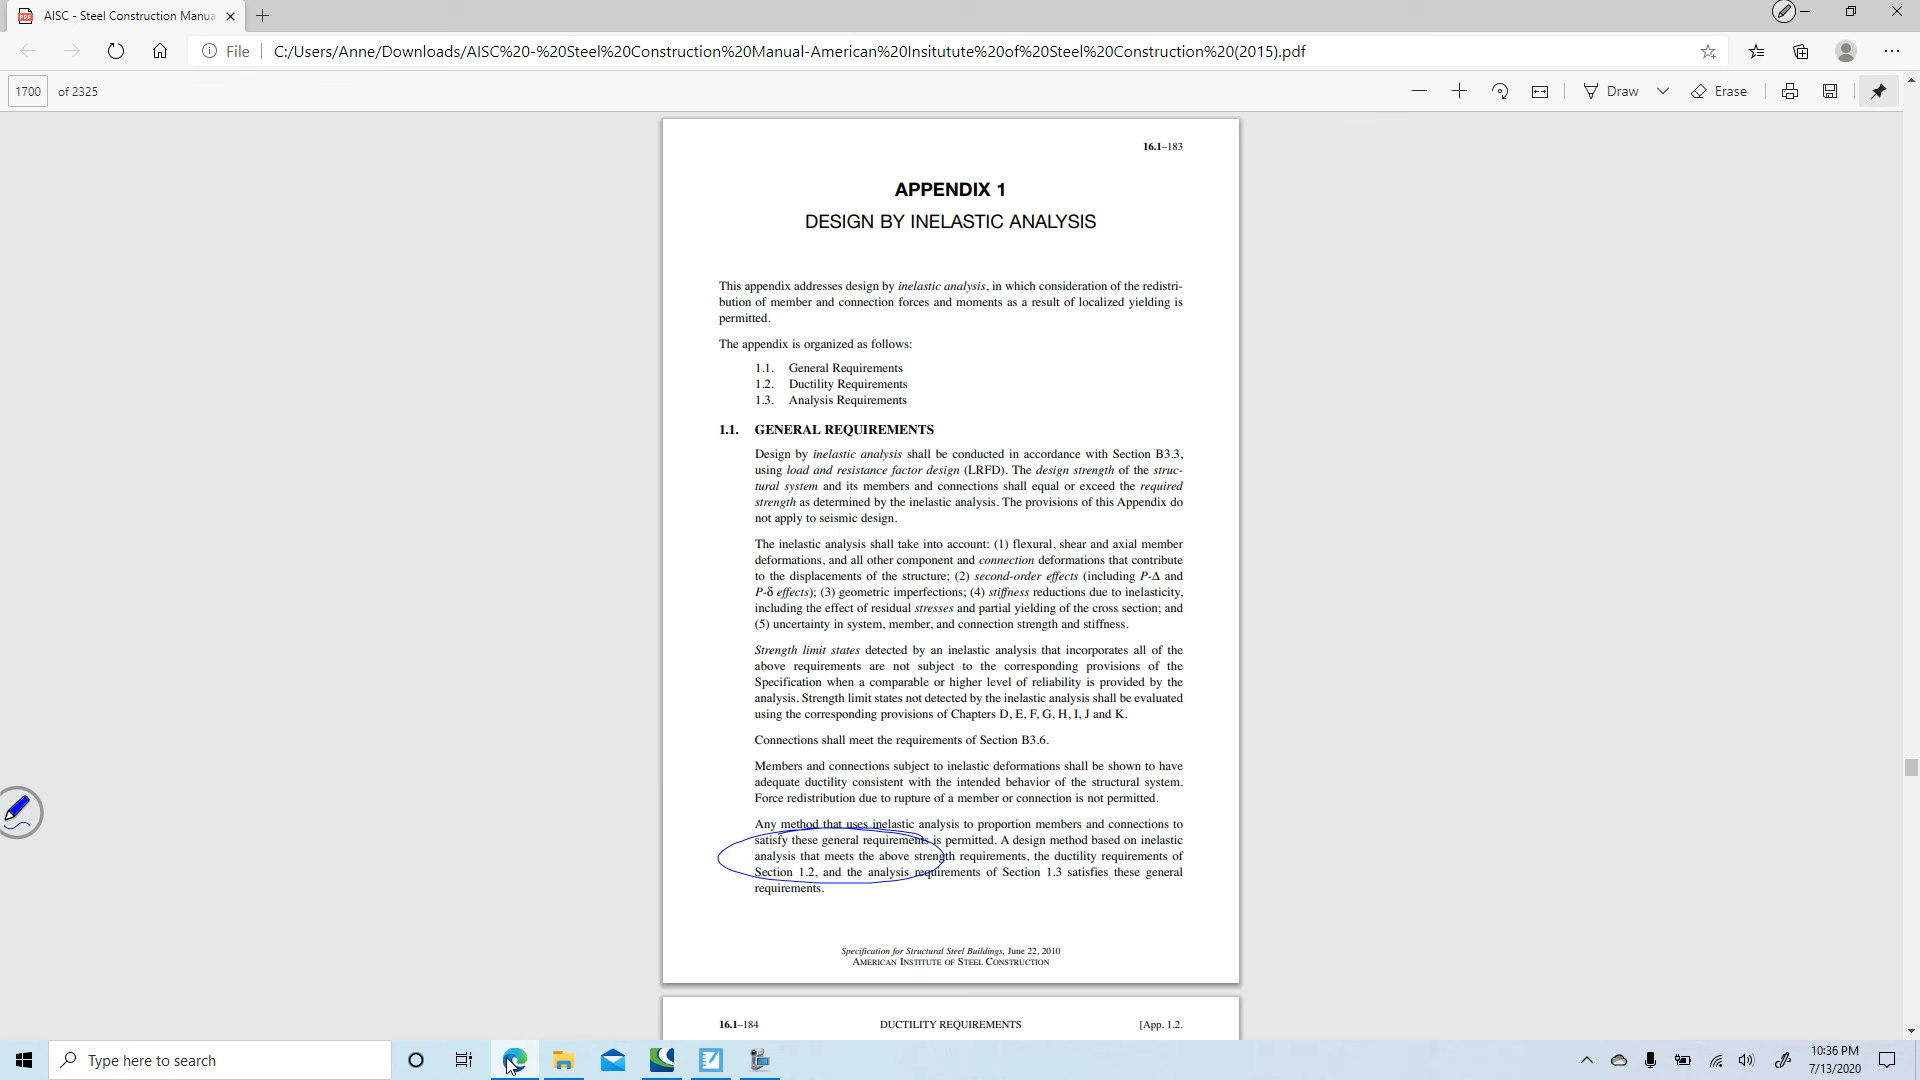 AISC - Steel Construction Manua
File
C:/Users/Anne/Downloads/AISC%20-%20Steel%20Construction%20Manual-American%20Insitutute%20of%20Steel%20Construction%20(2015).pdf
1700 of 2325
Draw
Erase
16.1–183
APPENDIX 1
DESIGN BY INELASTIC ANALYSIS
This appendix addresses design by inelastic analysis, in which consideration of the redistri-
bution of member and connection forces and moments as a result of localized yielding is
permitted.
The appendix is organized as follows:
1.1. General Requirements
1.2. Ductility Requirements
1.3. Analysis Requirements
1.1. GENERAL REQUIREMENTS
Design by inelastic analysis shall be conducted in accordance with Section B3.3,
using load and resistance factor design (LRFD). The design strength of the struc-
tural system and its members and connections shall equal or exceed the required
strength as determined by the inelastic analysis. The provisions of this Appendix do
not apply to seismic design.
The inelastic analysis shall take into account: (1) flexural, shear and axial member
deformations, and all other component and connection deformations that contribute
to the displacements of the structure; (2) second-order effects (including P-Δ and
P-δ effects); (3) geometric imperfections; (4) stiffness reductions due to inelasticity,
including the effect of residual stresses and partial yielding of the cross section; and
(5) uncertainty in system, member, and connection strength and stiffness.
Strength limit states detected by an inelastic analysis that incorporates all of the
above requirements are not subject to the corresponding provisions of the
Specification when a comparable or higher level of reliability is provided by the
analysis. Strength limit states not detected by the inelastic analysis shall be evaluated
using the corresponding provisions of Chapters D, E, F, G, H, I, J and K.
Connections shall meet the requirements of Section B3.6.
Members and connections subject to inelastic deformations shall be shown to have
adequate ductility consistent with the intended behavior of the structural system.
Force redistribution due to rupture of a member or connection is not permitted.
Any method that uses inelastic analysis to proportion members and connections to
satisfy these general requirements is permitted. A design method based on inelastic
analysis that meets the above strength requirements, the ductility requirements of
Section 1.2, and the analysis requirements of Section 1.3 satisfies these general
requirements.
Specification for Structural Steel Buildings, June 22, 2010
AMERICAN INSTITUTE OF STEEL CONSTRUCTION
16.1–184
DUCTILITY REQUIREMENTS
[App. 1.2.
Type here to search
10:36 PM
7/13/2020